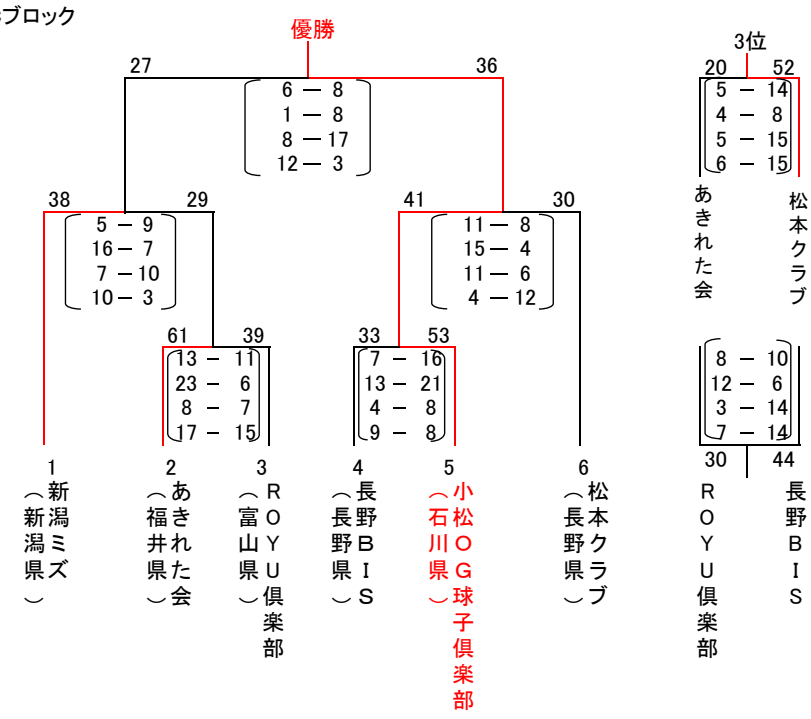 ブロック
優勝
27 36
6 － 8
1 － 8
8 － 17
12 － 3
3位
20 52
5 － 14
4 － 8
5 － 15
6 － 15
あきれた会
松本クラブ
38 29
5 － 9
16 － 7
7 － 10
10 － 3
41 30
11 － 8
15 － 4
11 － 6
4 － 12
61 39
13 － 11
23 － 6
8 － 7
17 － 15
33 53
7 － 16
13 － 21
4 － 8
9 － 8
8 － 10
12 － 6
3 － 14
7 － 14
30 44
ROYU倶楽部
長野BIS
1
新潟ミズ
（新潟県）
2
あきれた会
（福井県）
3
ROYU倶楽部
（富山県）
4
長野BIS
（長野県）
5
小松OG球子倶楽部
（石川県）
6
松本クラブ
（長野県）